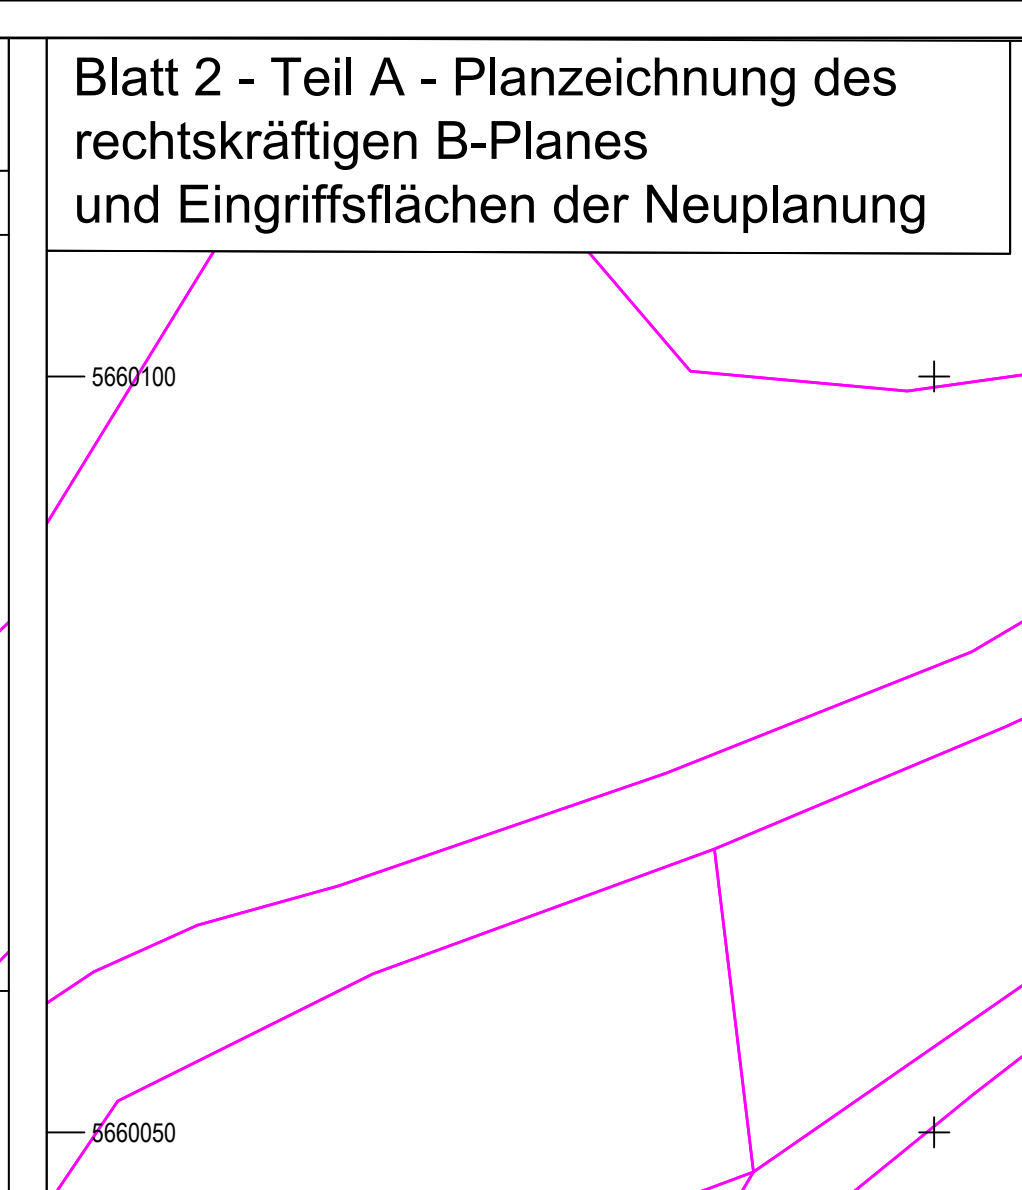 Blatt 2 - Teil A - Planzeichnung des
rechtskräftigen B-Planes
und Eingriffsflächen der Neuplanung
5660100
5660050